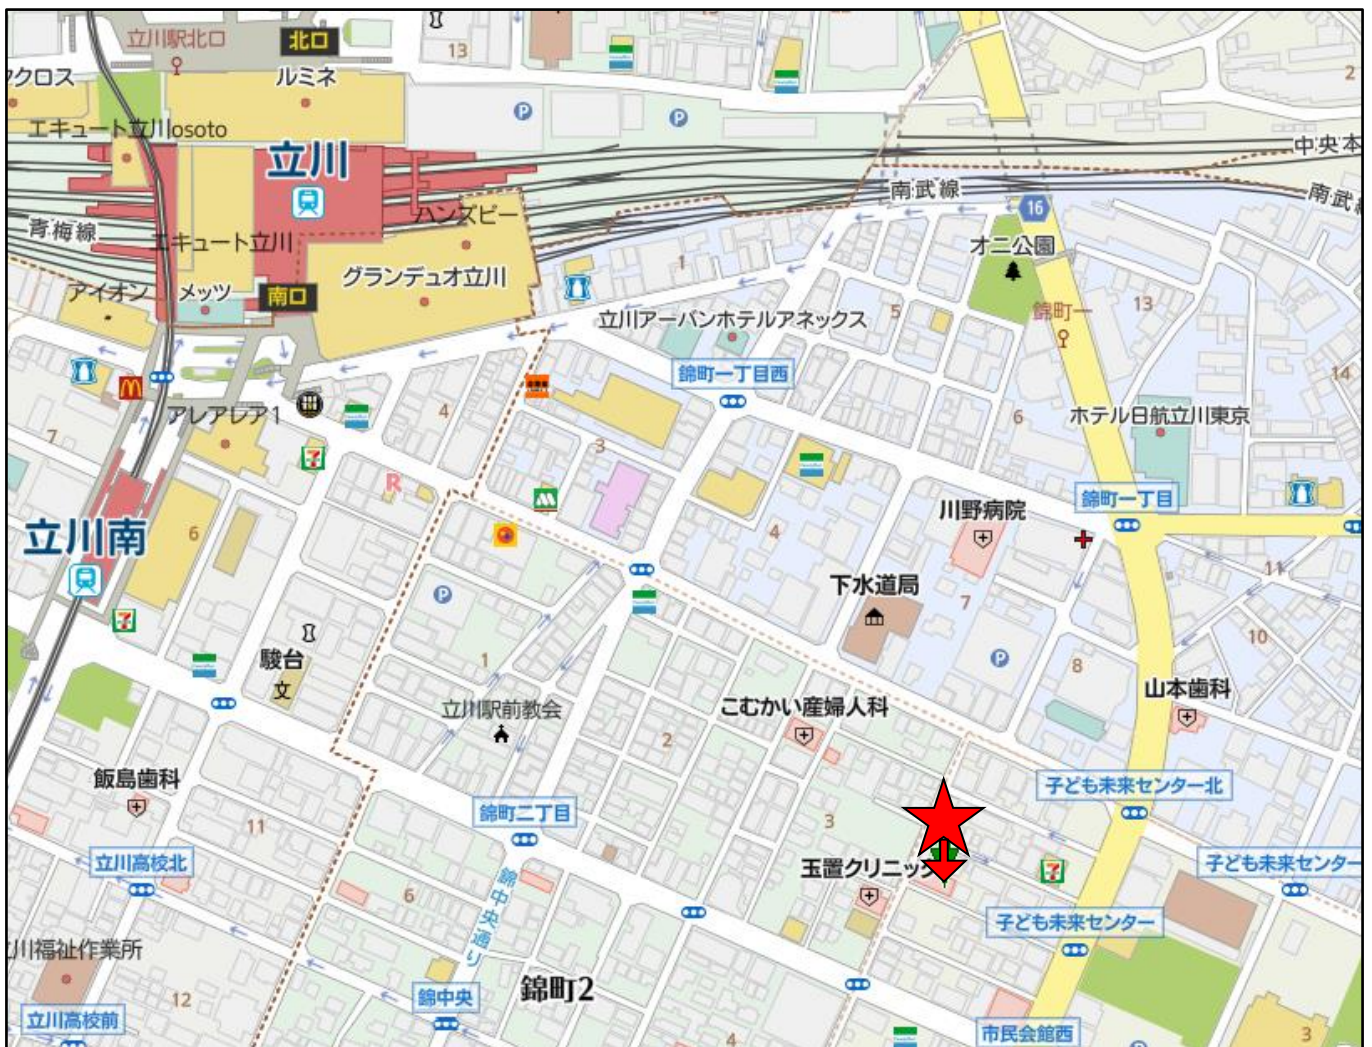 立川駅北口
北口
13
13
2
クロス
ルミネ
P
P
エキュート立川osoto
立川
中央本
南武線
南武
16
青梅線
ハンズビー
エキュート立川
オニ公園
グランデュオ立川
1
アイオン
メッツ
南口
5
13
錦町一
立川アーバンホテルアネックス
錦町一丁目西
14
4
アレアレア1
6
ホテル日航立川東京
7
3
7
R
錦町一丁目
川野病院
立川南
6
4
11
下水道局
7
P
7
10
駿台
文
1
P
8
山本歯科
立川駅前教会
こむかい産婦人科
2
飯島歯科
子ども未来センター北
錦町二丁目
3
11
立川高校北
玉置クリニック
7
子ども未来センター
錦中央通り
6
子ども未来センター
川福祉作業所
錦町2
錦中央
12
立川高校前
市民会館西
4
3
P